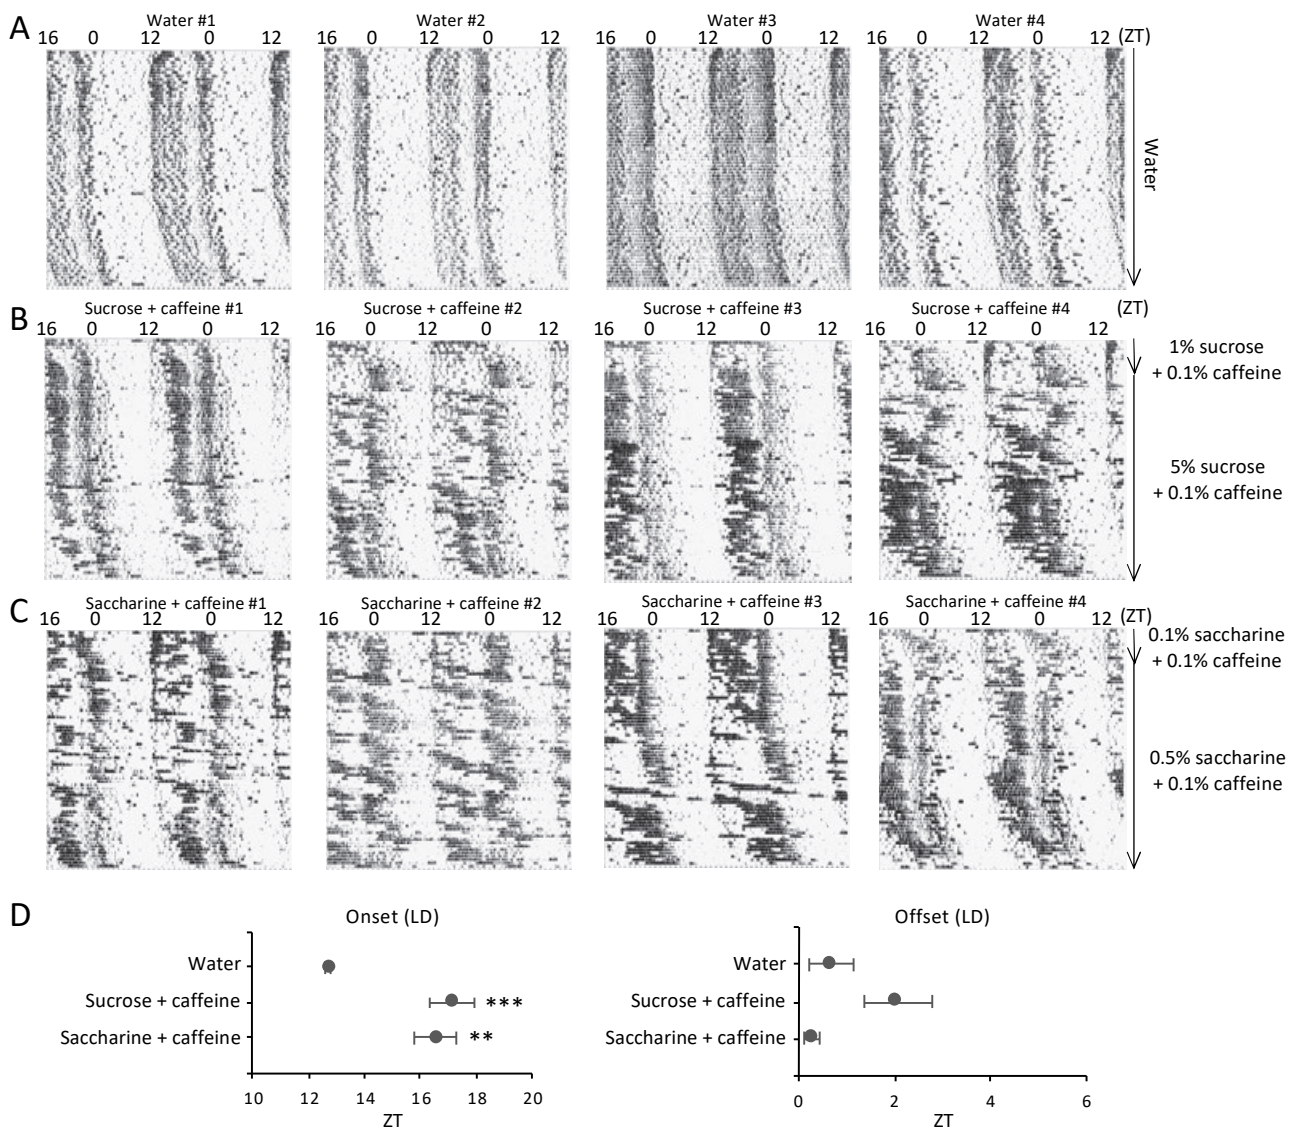 A
Water #1
Water #2
Water #3
Water #4
16 0 12 0 12
16 0 12 0 12
16 0 12 0 12
16 0 12 0 12 (ZT)
Water
B
Sucrose + caffeine #1
Sucrose + caffeine #2
Sucrose + caffeine #3
Sucrose + caffeine #4
16 0 12 0 12
16 0 12 0 12
16 0 12 0 12
16 0 12 0 12 (ZT)
1% sucrose
+ 0.1% caffeine
5% sucrose
+ 0.1% caffeine
C
Saccharine + caffeine #1
Saccharine + caffeine #2
Saccharine + caffeine #3
Saccharine + caffeine #4
16 0 12 0 12
16 0 12 0 12
16 0 12 0 12
16 0 12 0 12 (ZT)
0.1% saccharine
+ 0.1% caffeine
0.5% saccharine
+ 0.1% caffeine
D
Onset (LD)
Water
Sucrose + caffeine ***
Saccharine + caffeine **
10 12 14 16 18 20
ZT
Offset (LD)
Water
Sucrose + caffeine
Saccharine + caffeine
0 2 4 6
ZT